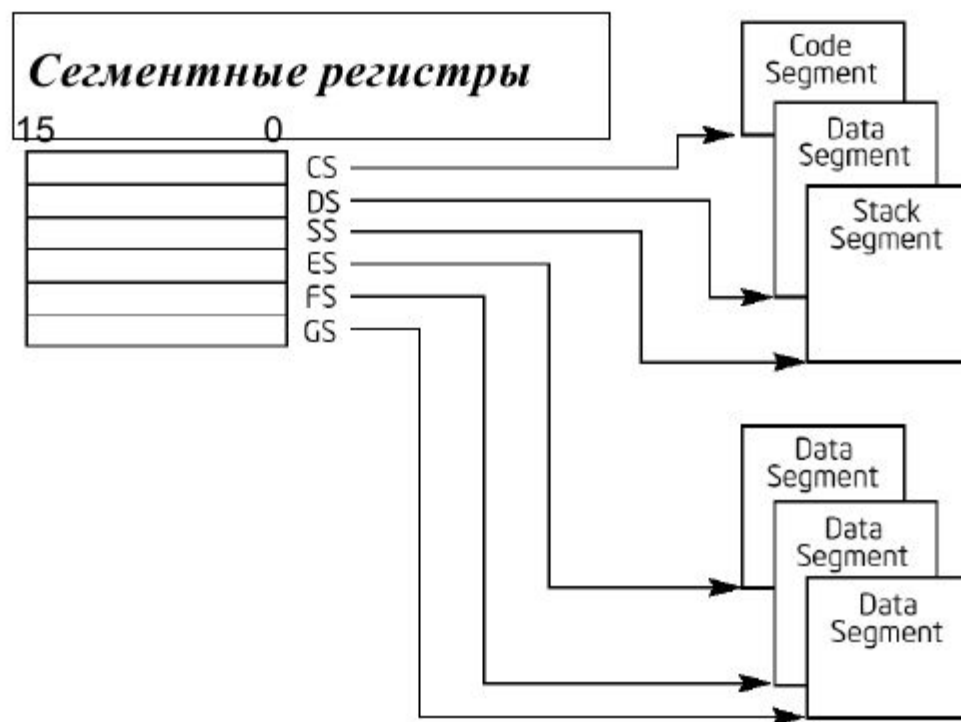 Сегментные регистры
15 0
CS
DS
SS
ES
FS
GS
Code
Segment
Data
Segment
Stack
Segment
Data
Segment
Data
Segment
Data
Segment